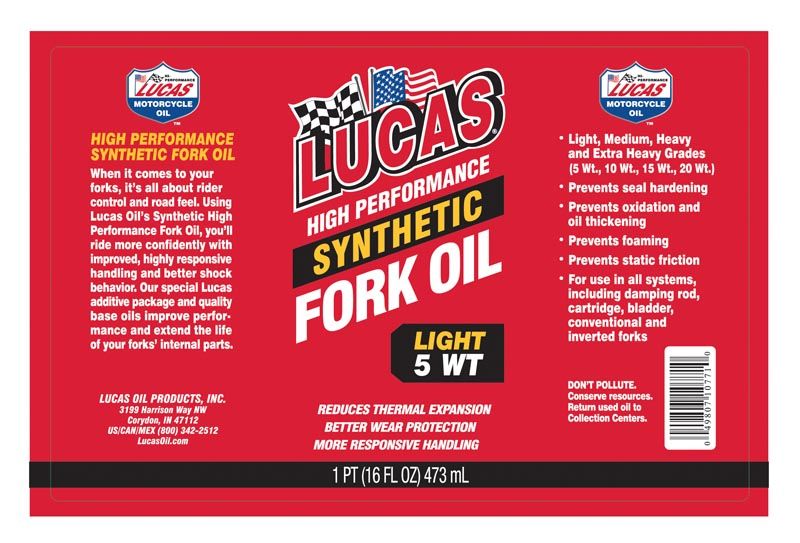 HI. PERFORMANCE
LUCAS
MOTORCYCLE
OIL
TM
HIGH PERFORMANCE
SYNTHETIC FORK OIL
When it comes to your
forks, it's all about rider
control and road feel. Using
Lucas Oil's Synthetic High
Performance Fork Oil, you'll
ride more confidently with
improved, highly responsive
handling and better shock
behavior. Our special Lucas
additive package and quality
base oils improve perfor-
mance and extend the life
of your forks' internal parts.
LUCAS OIL PRODUCTS, INC.
3199 Harrison Way NW
Corydon, IN 47112
US/CAN/MEX (800) 342-2512
LucasOil.com
LUCAS®
HIGH PERFORMANCE
SYNTHETIC
FORK OIL
LIGHT
5 WT
REDUCES THERMAL EXPANSION
BETTER WEAR PROTECTION
MORE RESPONSIVE HANDLING
HI. PERFORMANCE
LUCAS
MOTORCYCLE
OIL
TM
• Light, Medium, Heavy
and Extra Heavy Grades
(5 Wt., 10 Wt., 15 Wt., 20 Wt.)
• Prevents seal hardening
• Prevents oxidation and
oil thickening
• Prevents foaming
• Prevents static friction
• For use in all systems,
including damping rod,
cartridge, bladder,
conventional and
inverted forks
DON'T POLLUTE.
Conserve resources.
Return used oil to
Collection Centers.
0 49807 10771 0
1 PT (16 FL OZ) 473 mL